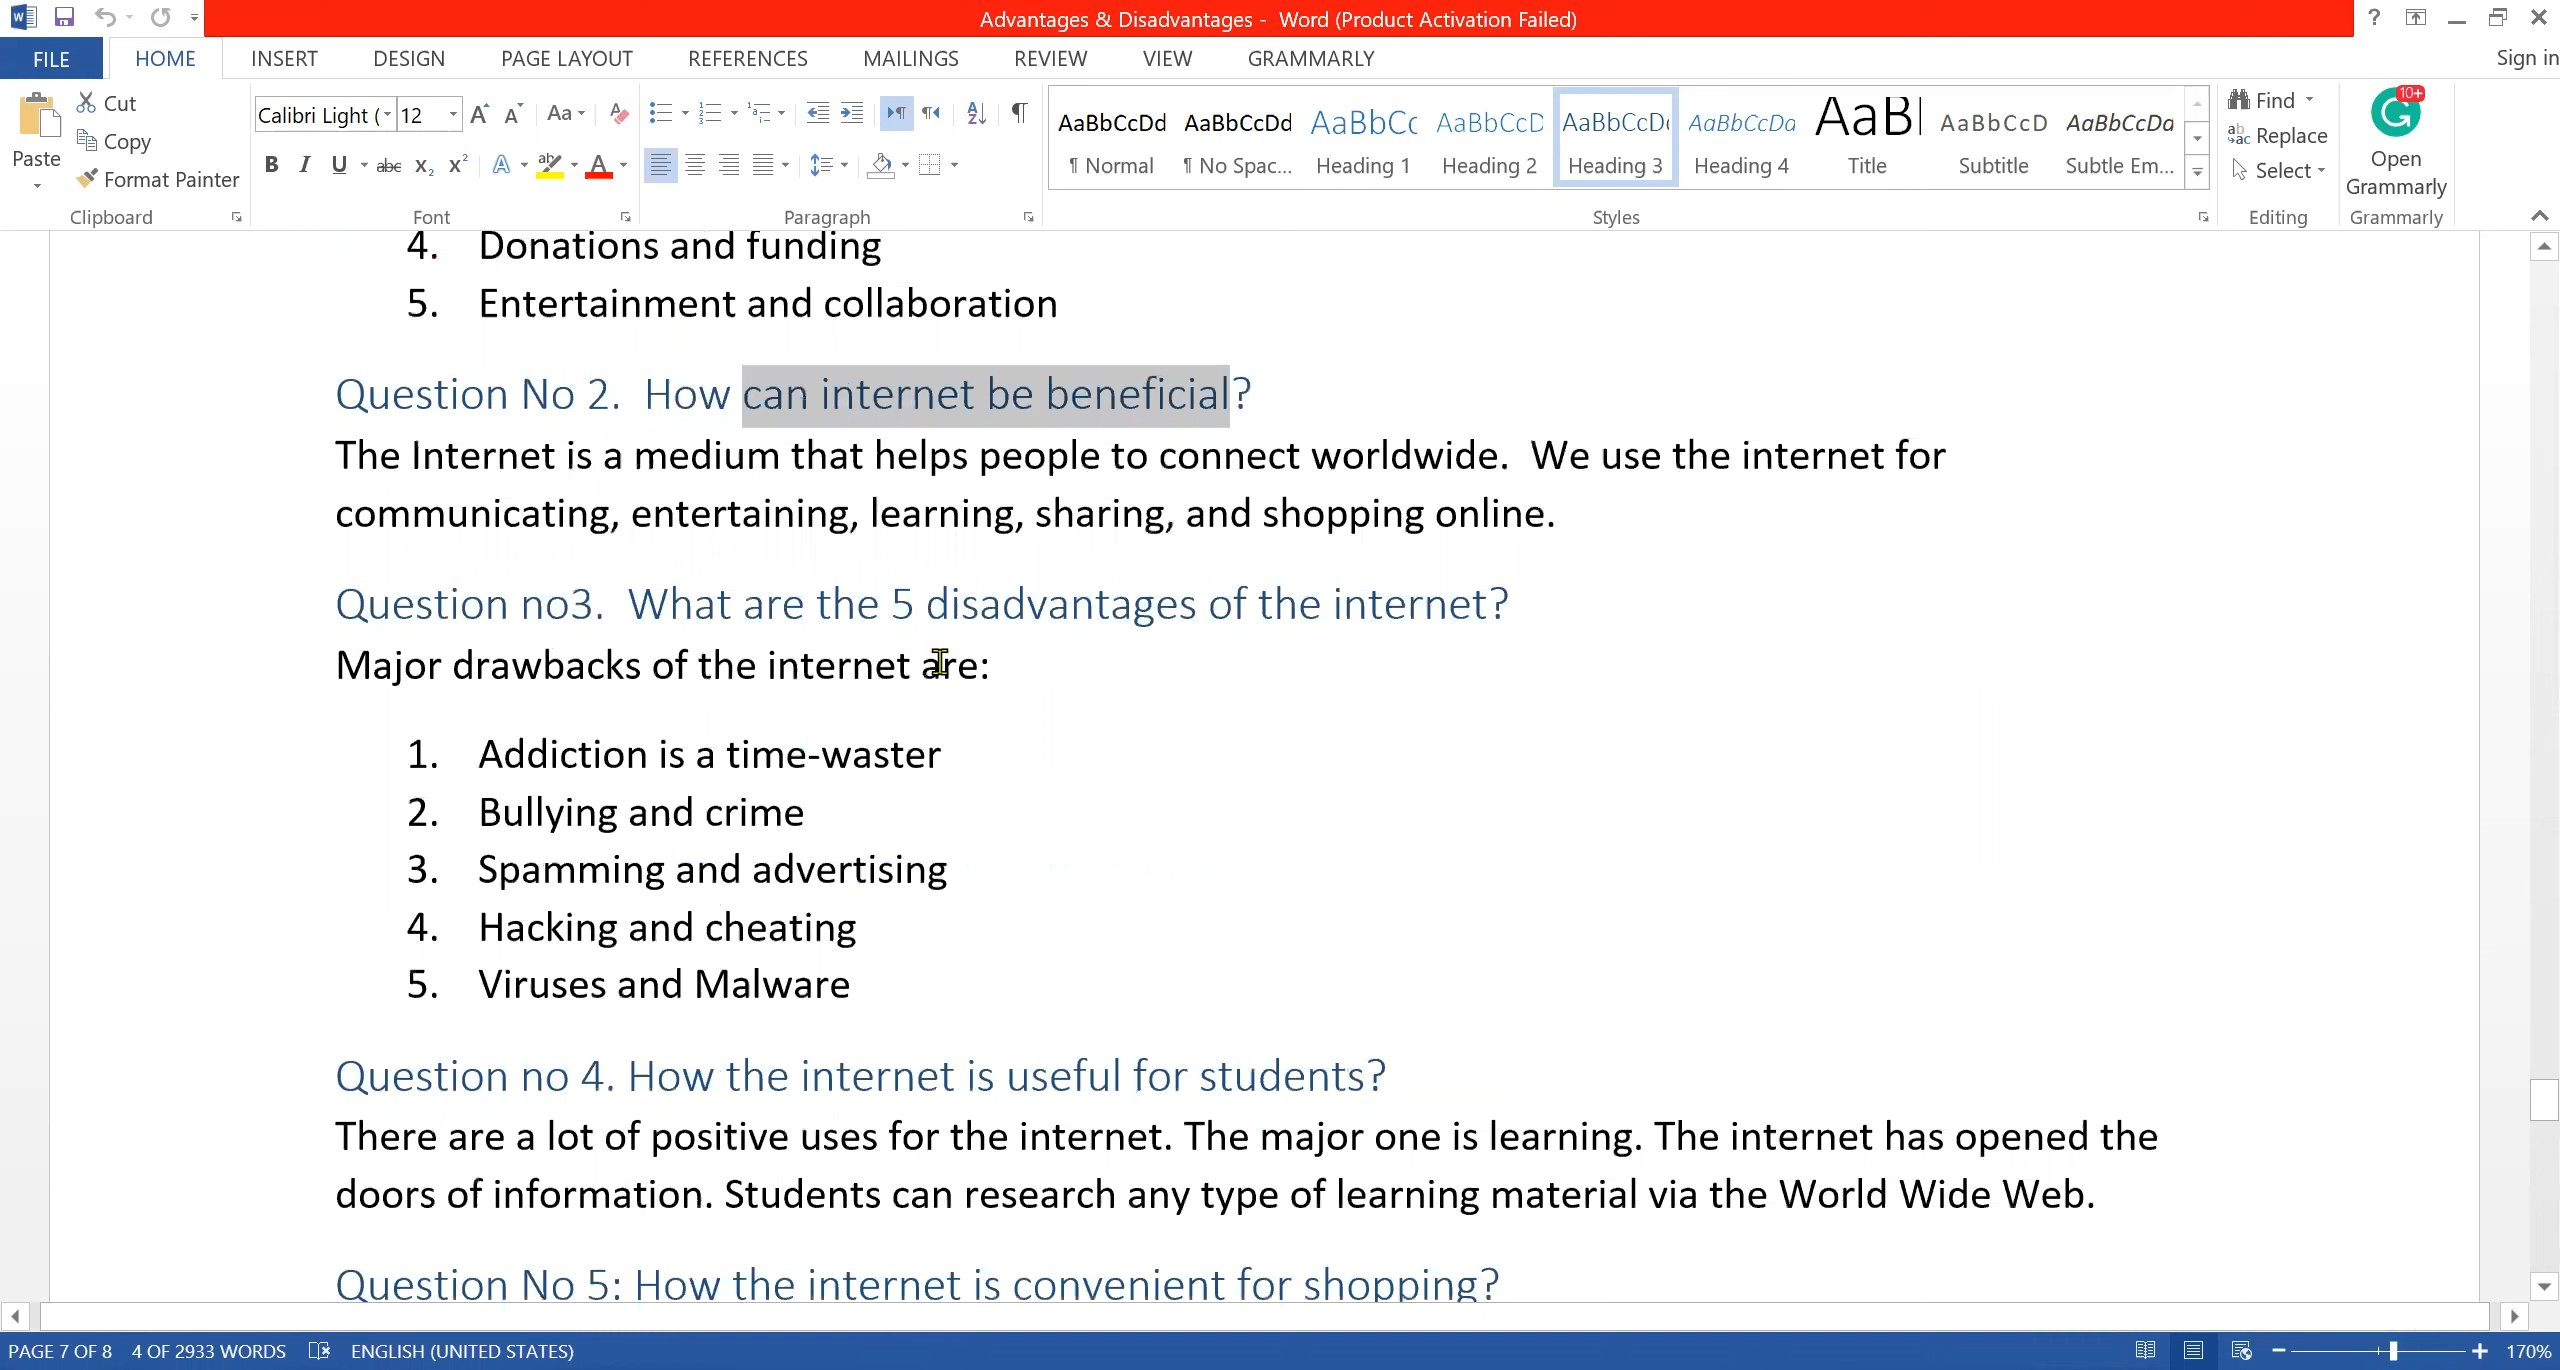 Advantages & Disadvantages - Word (Product Activation Failed)
FILE HOME INSERT DESIGN PAGE LAYOUT REFERENCES MAILINGS REVIEW VIEW GRAMMARLY Sign in
Paste
Cut
Copy
Format Painter
Clipboard
Calibri Light ( 12
Font
Paragraph
AaBbCcDd AaBbCcDd AaBbCc AaBbCcD AaBbCcDd AaBbCcDd AaBl AaBbCcD AaBbCcDd
¶ Normal ¶ No Spac... Heading 1 Heading 2 Heading 3 Heading 4 Title Subtitle Subtle Em...
Styles
Find
Replace
Select
Editing
10+
Open
Grammarly
Grammarly
4. Donations and funding
5. Entertainment and collaboration
Question No 2. How can internet be beneficial?
The Internet is a medium that helps people to connect worldwide. We use the internet for
communicating, entertaining, learning, sharing, and shopping online.
Question no3. What are the 5 disadvantages of the internet?
Major drawbacks of the internet are:
1. Addiction is a time-waster
2. Bullying and crime
3. Spamming and advertising
4. Hacking and cheating
5. Viruses and Malware
Question no 4. How the internet is useful for students?
There are a lot of positive uses for the internet. The major one is learning. The internet has opened the
doors of information. Students can research any type of learning material via the World Wide Web.
Question No 5: How the internet is convenient for shopping?
PAGE 7 OF 8 4 OF 2933 WORDS ENGLISH (UNITED STATES) 170%